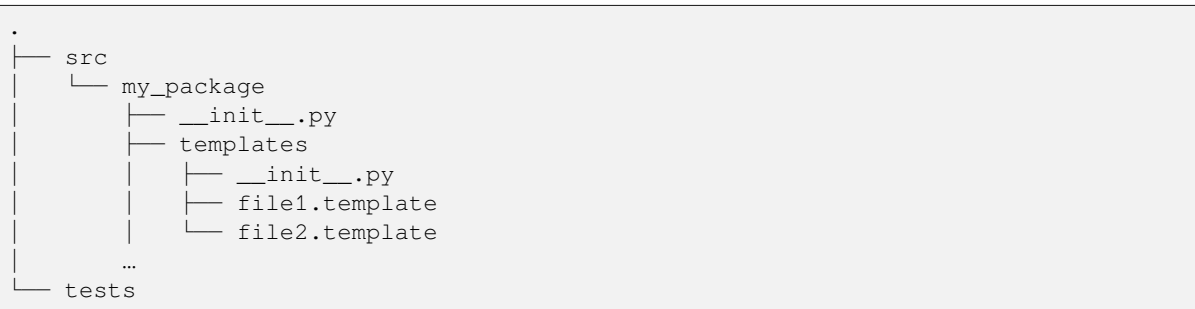 .
├── src
│   └── my_package
│       ├── __init__.py
│       ├── templates
│       │   ├── __init__.py
│       │   ├── file1.template
│       │   └── file2.template
│       …
└── tests